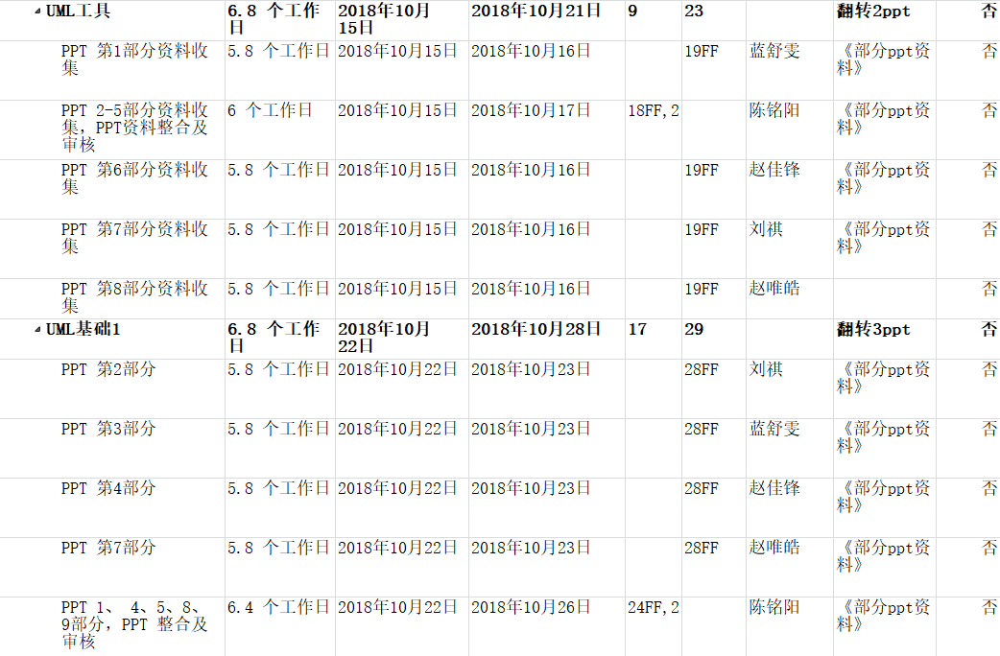 UML工具 6.8 个工作 2018年10月 2018年10月21日 9 23 翻转2ppt 否
日 15日
PPT 第1部分资料收 5.8 个工作日 2018年10月15日 2018年10月16日 19FF 蓝舒雯 《部分ppt资 否
集 料》
PPT 2-5部分资料收 6 个工作日 2018年10月15日 2018年10月17日 18FF,2 陈铭阳 《部分ppt资 否
集，PPT资料整合及 料》
审核
PPT 第6部分资料收 5.8 个工作日 2018年10月15日 2018年10月16日 19FF 赵佳锋 《部分ppt资 否
集 料》
PPT 第7部分资料收 5.8 个工作日 2018年10月15日 2018年10月16日 19FF 刘祺 《部分ppt资 否
集 料》
PPT 第8部分资料收 5.8 个工作日 2018年10月15日 2018年10月16日 19FF 赵唯皓 否
集
UML基础1 6.8 个工作 2018年10月 2018年10月28日 17 29 翻转3ppt 否
日 22日
PPT 第2部分 5.8 个工作日 2018年10月22日 2018年10月23日 28FF 刘祺 《部分ppt资 否
料》
PPT 第3部分 5.8 个工作日 2018年10月22日 2018年10月23日 28FF 蓝舒雯 《部分ppt资 否
料》
PPT 第4部分 5.8 个工作日 2018年10月22日 2018年10月23日 28FF 赵佳锋 《部分ppt资 否
料》
PPT 第7部分 5.8 个工作日 2018年10月22日 2018年10月23日 28FF 赵唯皓 《部分ppt资 否
料》
PPT 1、 4、5、8、 6.4 个工作日 2018年10月22日 2018年10月26日 24FF,2 陈铭阳 《部分ppt资 否
9部分，PPT 整合及 料》
审核